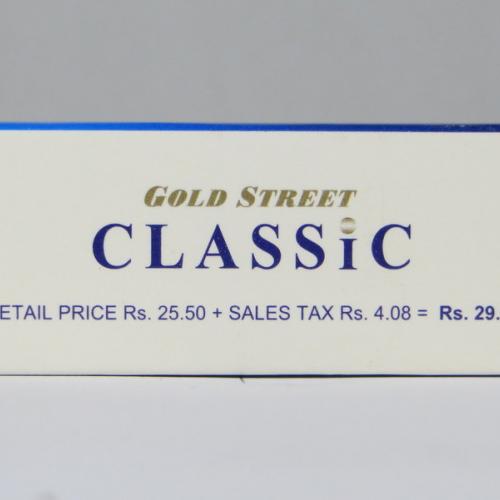 GOLD STREET
CLASSiC
ETAIL PRICE Rs. 25.50 + SALES TAX Rs. 4.08 = Rs. 29.